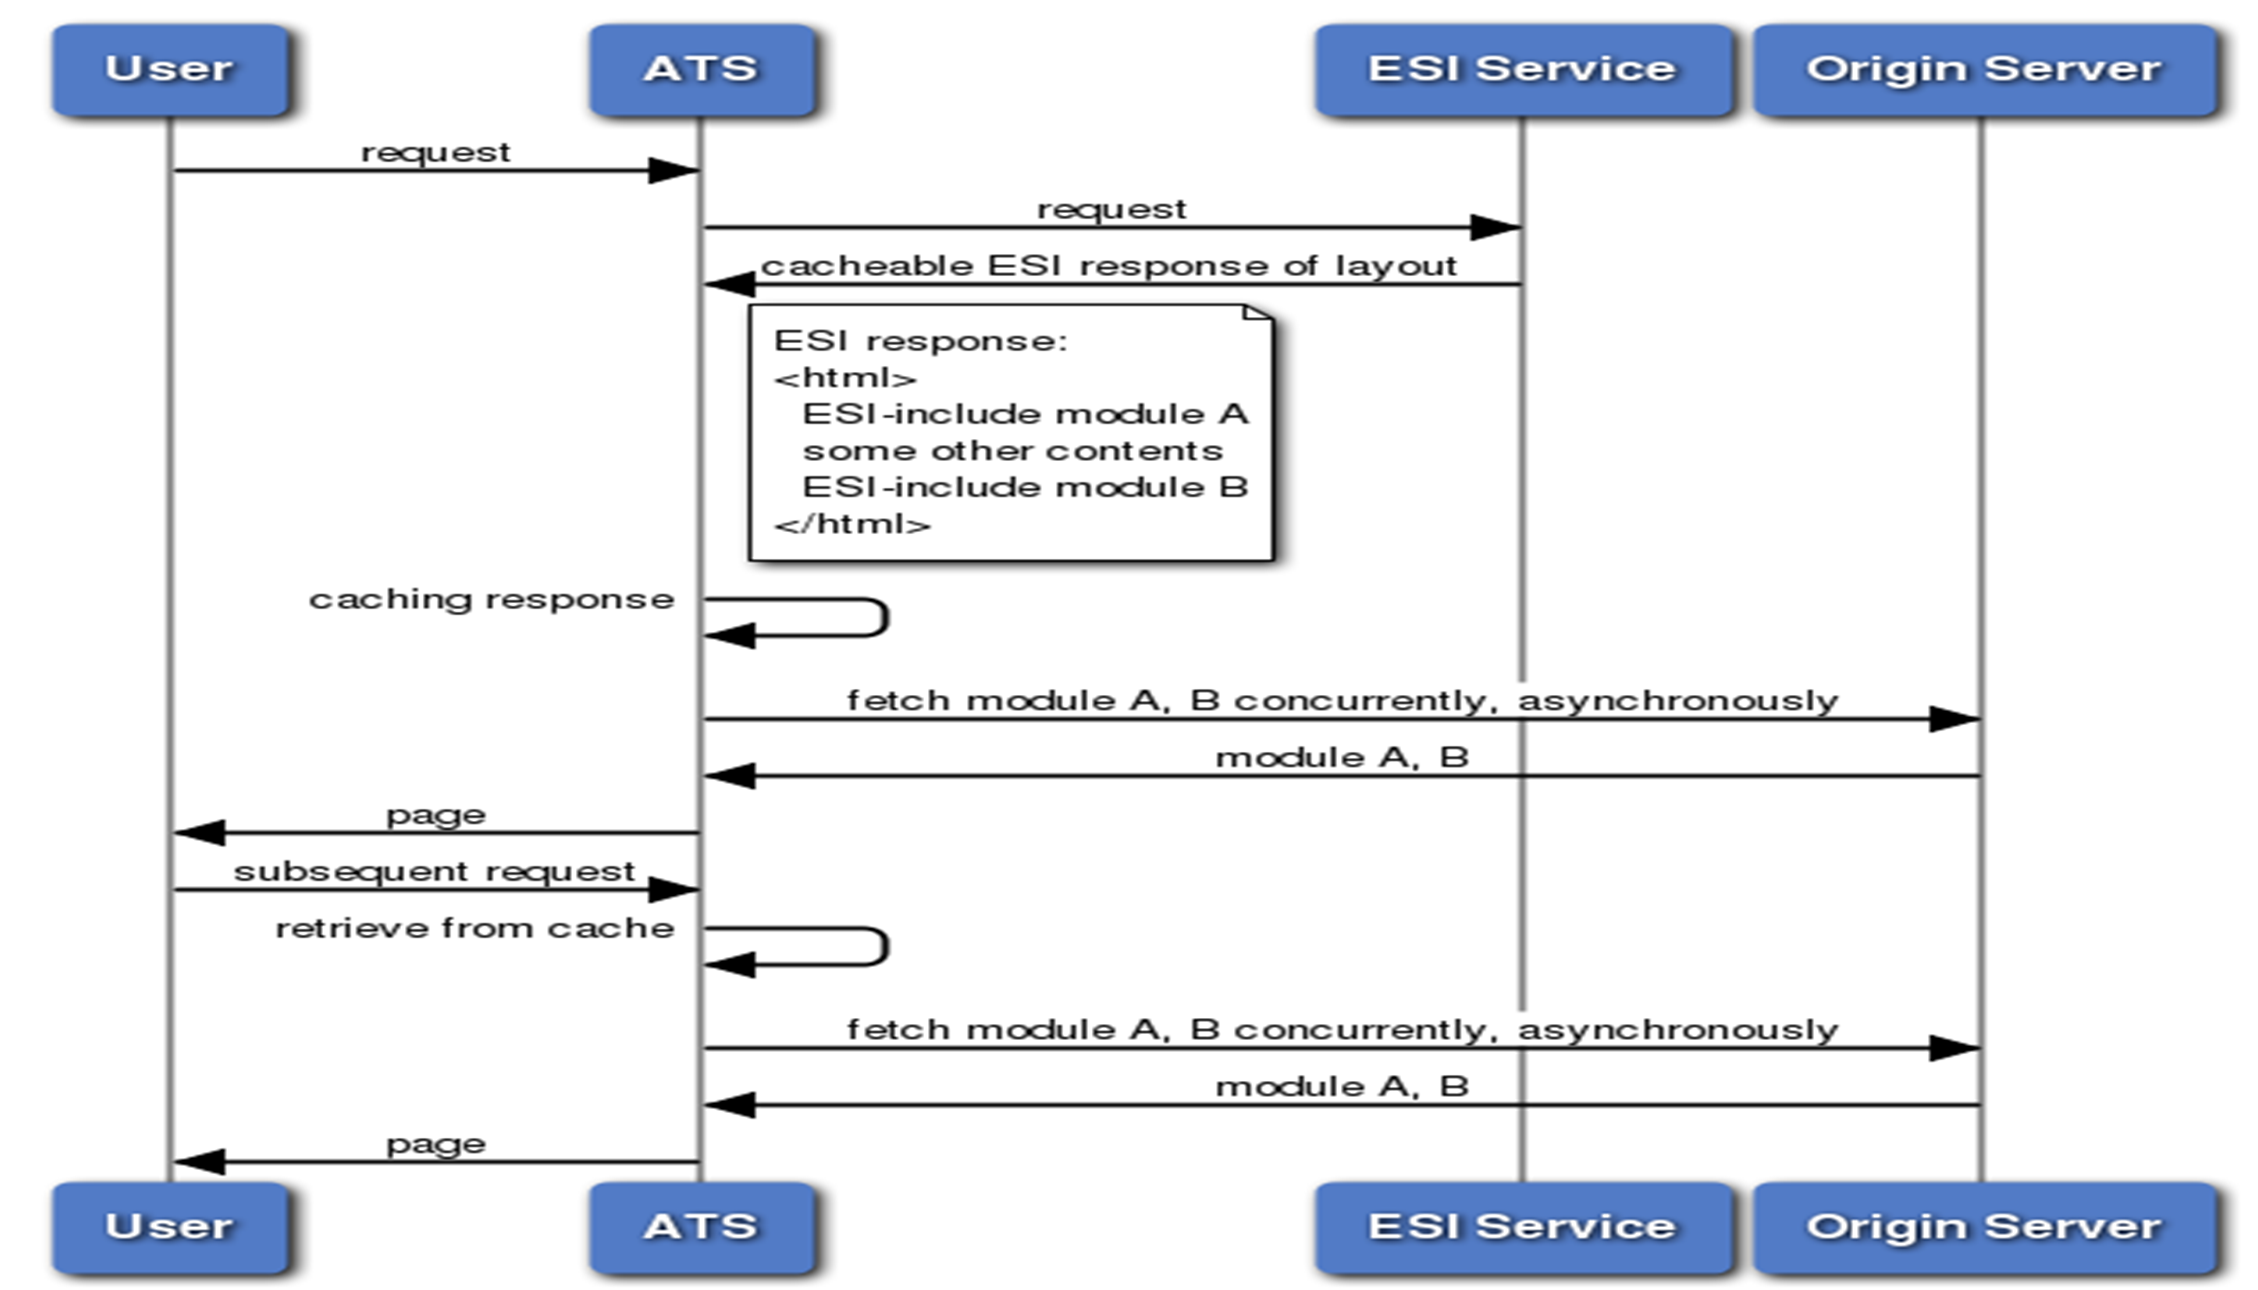 User
ATS
ESI Service
Origin Server
request
request
cacheable ESI response of layout
ESI response:
<html>
ESI-include module A
some other contents
ESI-include module B
</html>
caching response
fetch module A, B concurrently, asynchronously
module A, B
page
subsequent request
retrieve from cache
fetch module A, B concurrently, asynchronously
module A, B
page
User
ATS
ESI Service
Origin Server